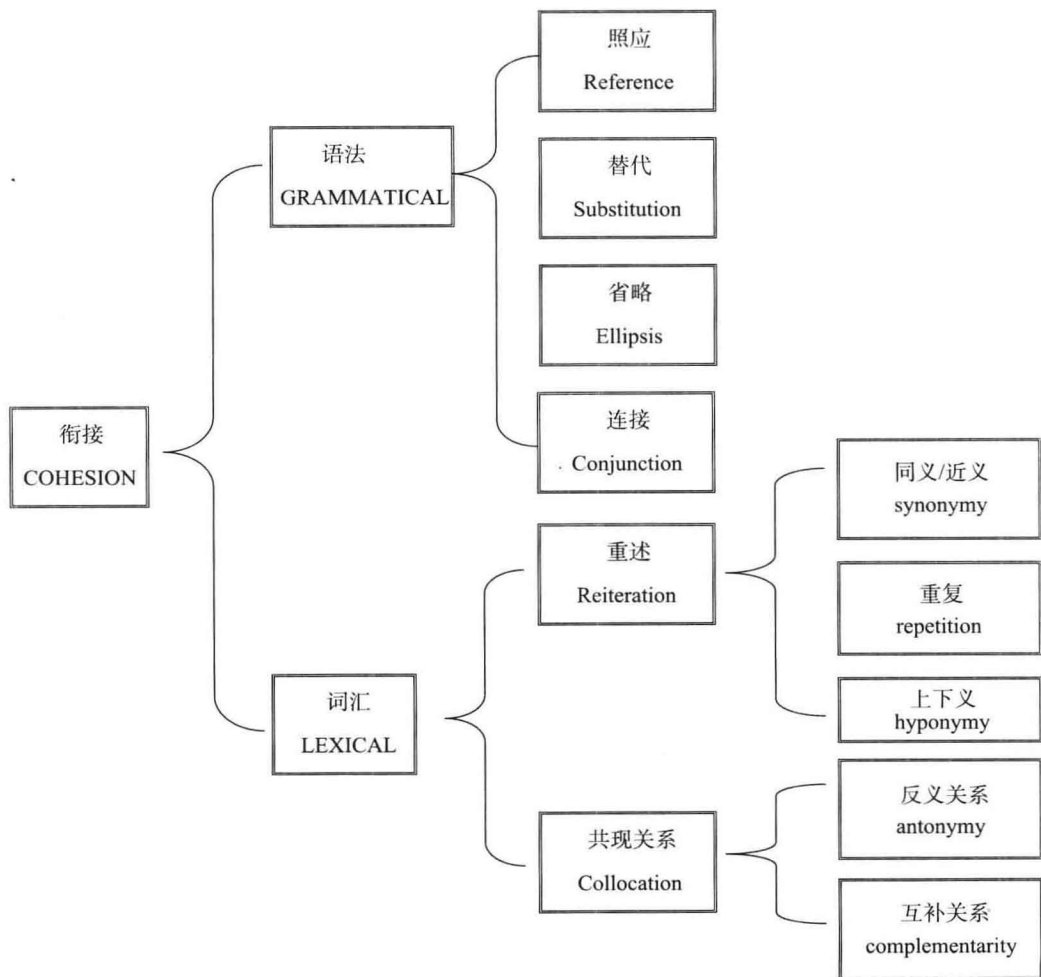 照应
Reference
语法
GRAMMATICAL
替代
Substitution
省略
Ellipsis
衔接
COHESION
连接
Conjunction
同义/近义
synonymy
重述
Reiteration
重复
repetition
词汇
LEXICAL
上下义
hyponymy
共现关系
Collocation
反义关系
antonymy
互补关系
complementarity